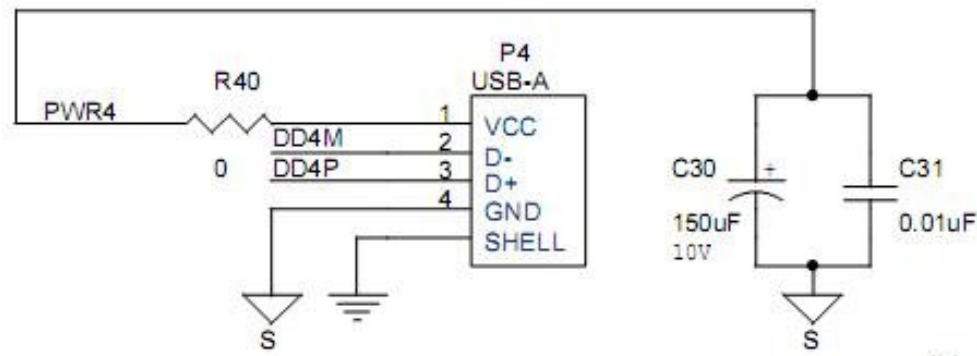 P4
USB-A
R40
PWR4
0
1 VCC
DD4M 2 D-
DD4P 3 D+
4 GND
SHELL
C30 + C31
150uF 0.01uF
10V
S S